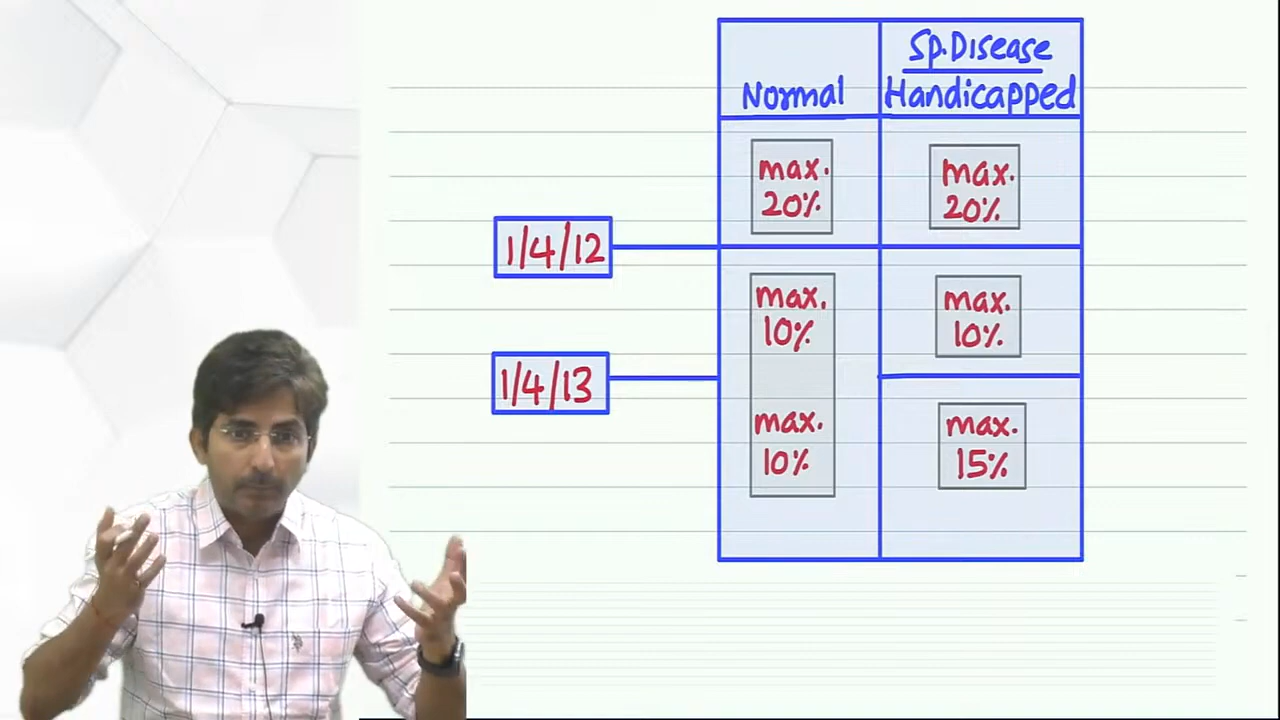 Sp.Disease
Normal
Handicapped
max.
20%
max.
20%
1/4/12
max.
10%
max.
10%
1/4/13
max.
10%
max.
15%